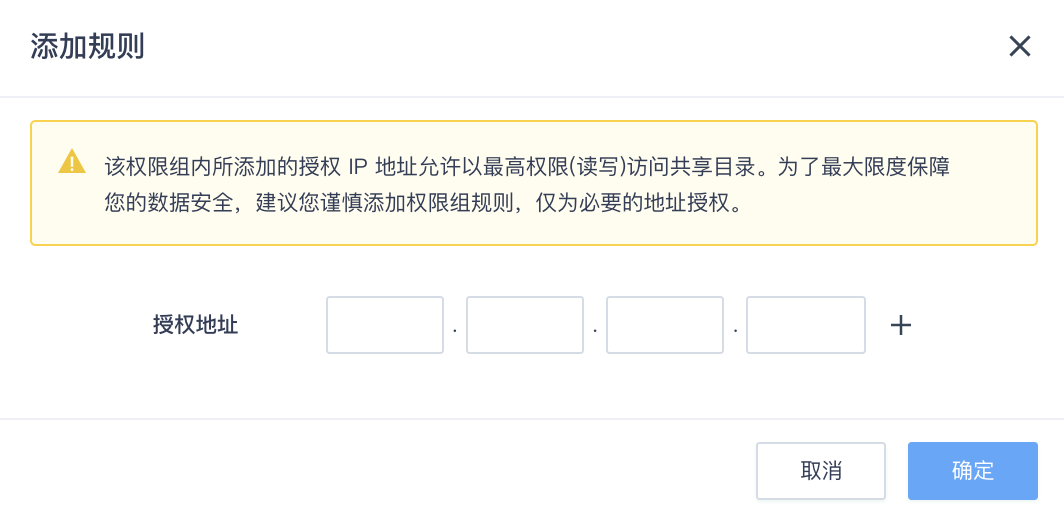 添加规则
该权限组内所添加的授权 IP 地址允许以最高权限(读写)访问共享目录。为了最大限度保障
您的数据安全，建议您谨慎添加权限组规则，仅为必要的地址授权。
授权地址 . . .
取消 确定